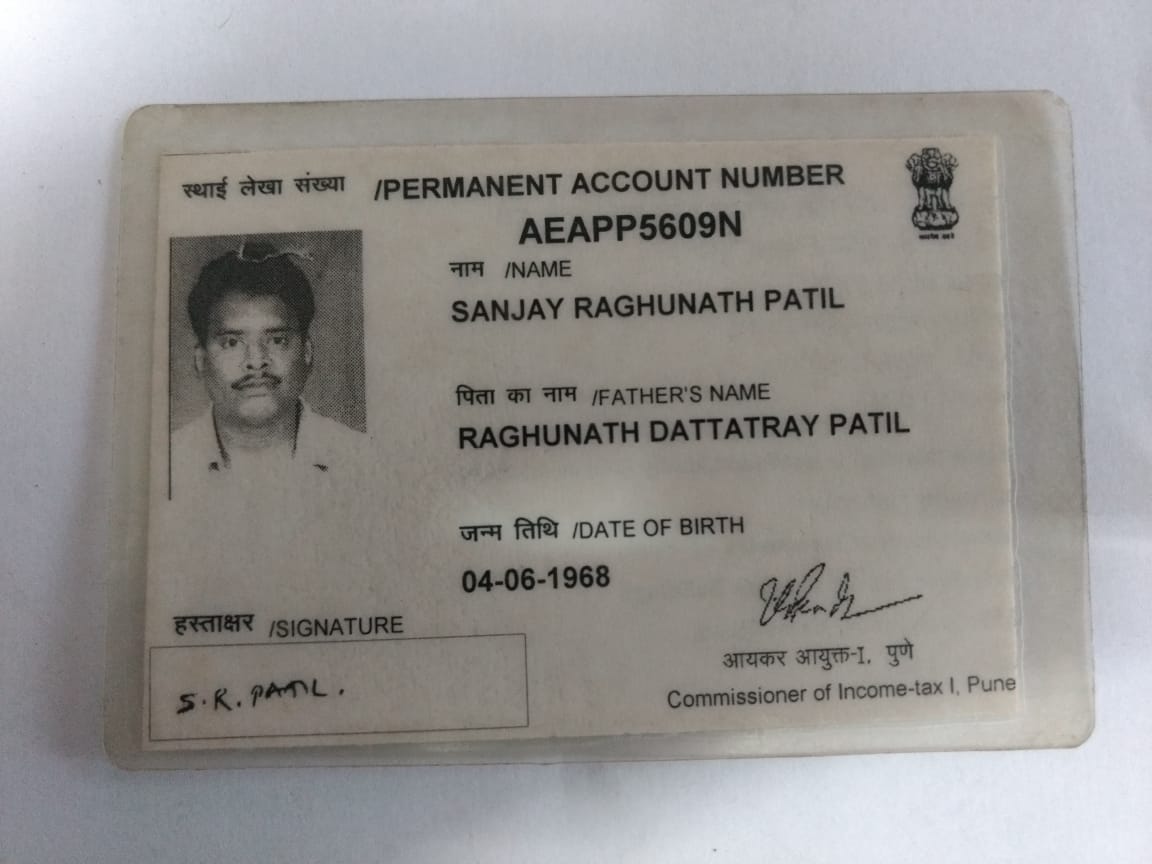 स्थाई लेखा संख्या /PERMANENT ACCOUNT NUMBER
AEAPP5609N
नाम /NAME
SANJAY RAGHUNATH PATIL
पिता का नाम /FATHER'S NAME
RAGHUNATH DATTATRAY PATIL
जन्म तिथि /DATE OF BIRTH
04-06-1968
हस्ताक्षर /SIGNATURE
S.R. PATIL.
आयकर आयुक्त-I, पुणे
Commissioner of Income-tax I, Pune